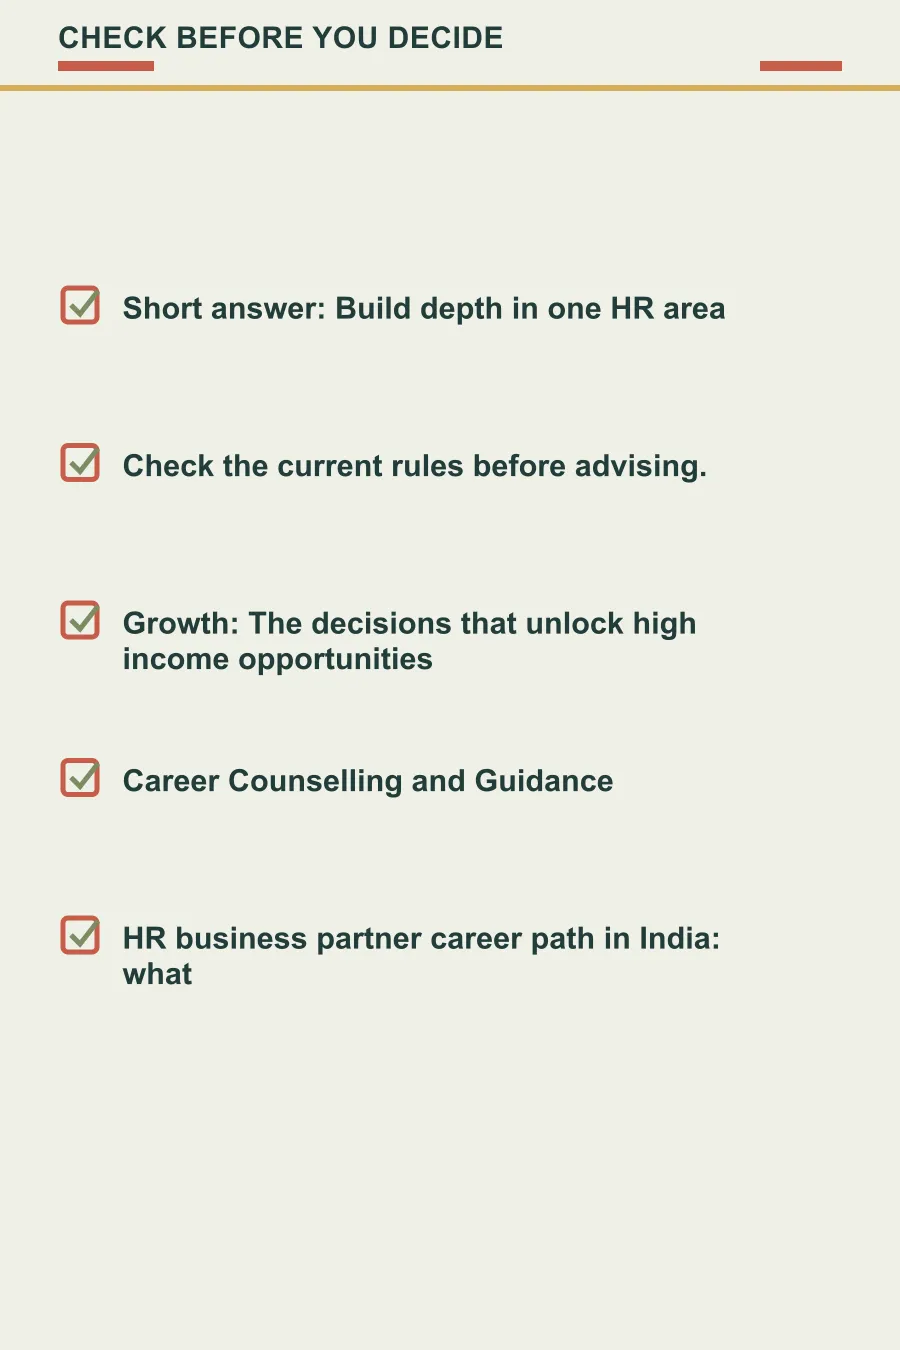 CHECK BEFORE YOU DECIDE
Short answer: Build depth in one HR area
Check the current rules before advising.
Growth: The decisions that unlock high
income opportunities
Career Counselling and Guidance
HR business partner career path in India:
what